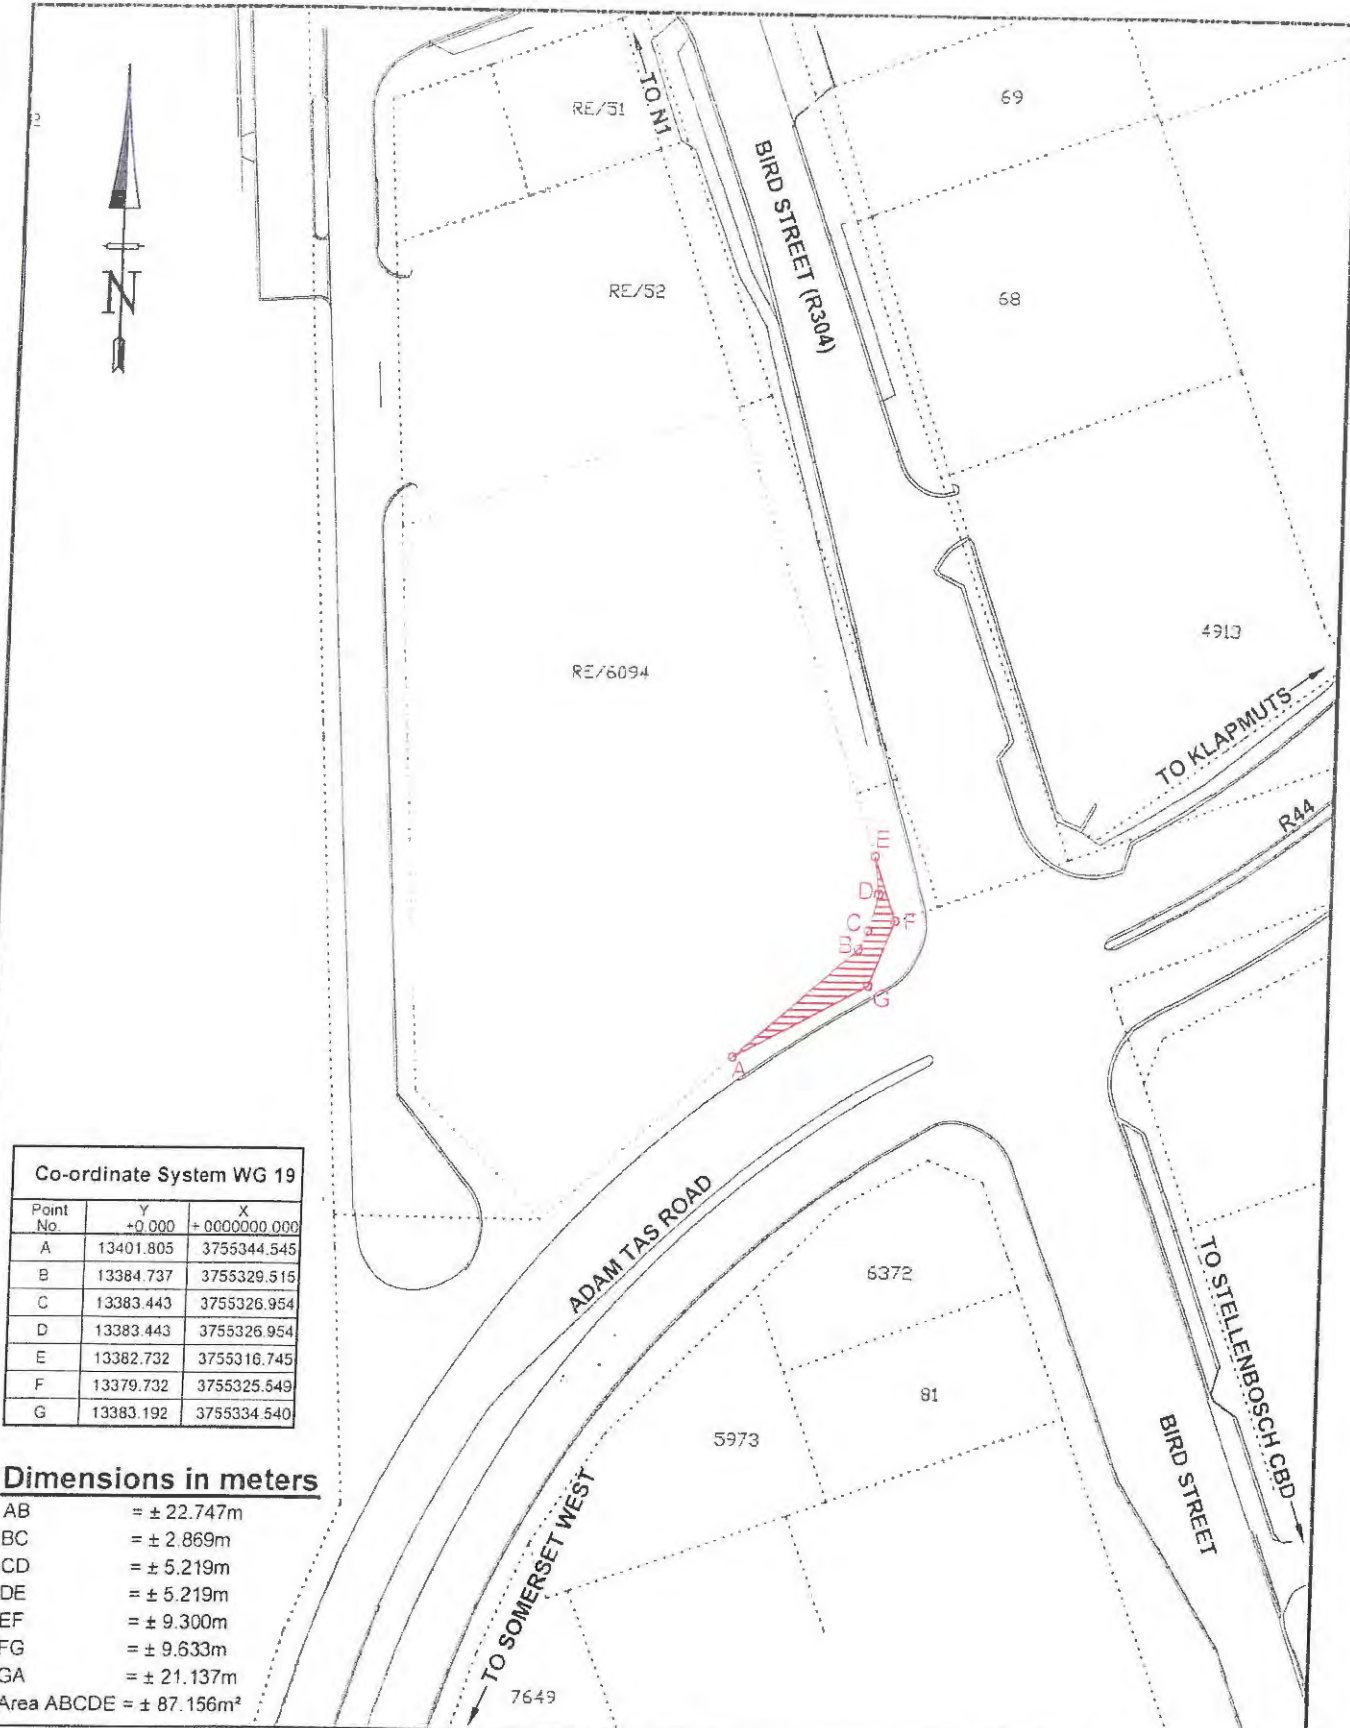 RE/51
TO N1
69
BIRD STREET (R304)
N
RE/52
68
4913
RE/6094
TO KLAPMUTS
R44
E
D
F
C
B
G
A
Co-ordinate System WG 19
Point No. Y +0.000 X + 0000000.000
A 13401.805 3755344.545
B 13384.737 3755329.515
C 13383.443 3755326.954
D 13383.443 3755326.954
E 13382.732 3755316.745
F 13379.732 3755325.549
G 13383.192 3755334.540
ADAM TAS ROAD
6372
TO STELLENBOSCH CBD
81
5973
BIRD STREET
TO SOMERSET WEST
7649
Dimensions in meters
AB = ± 22.747m
BC = ± 2.869m
CD = ± 5.219m
DE = ± 5.219m
EF = ± 9.300m
FG = ± 9.633m
GA = ± 21.137m
Area ABCDE = ± 87.156m²